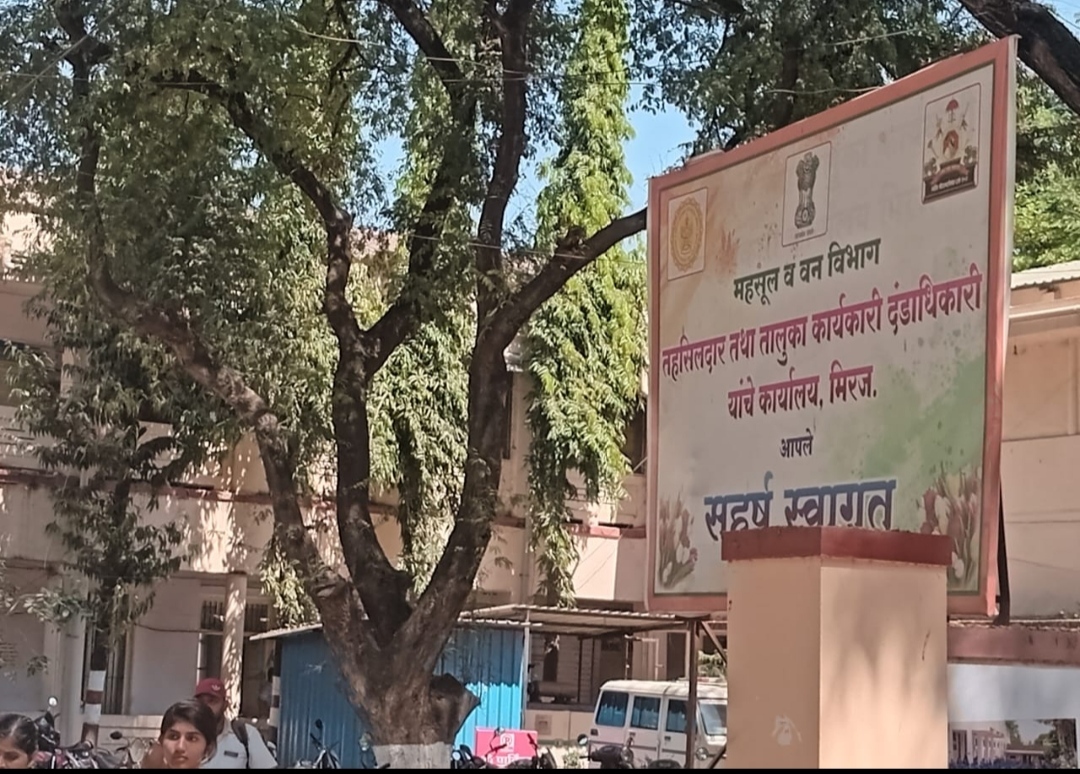 महसूल व वन विभाग
तहसिलदार तथा तालुका कार्यकारी दंडाधिकारी
यांचे कार्यालय, मिरज.
आपले
सहर्ष स्वागत